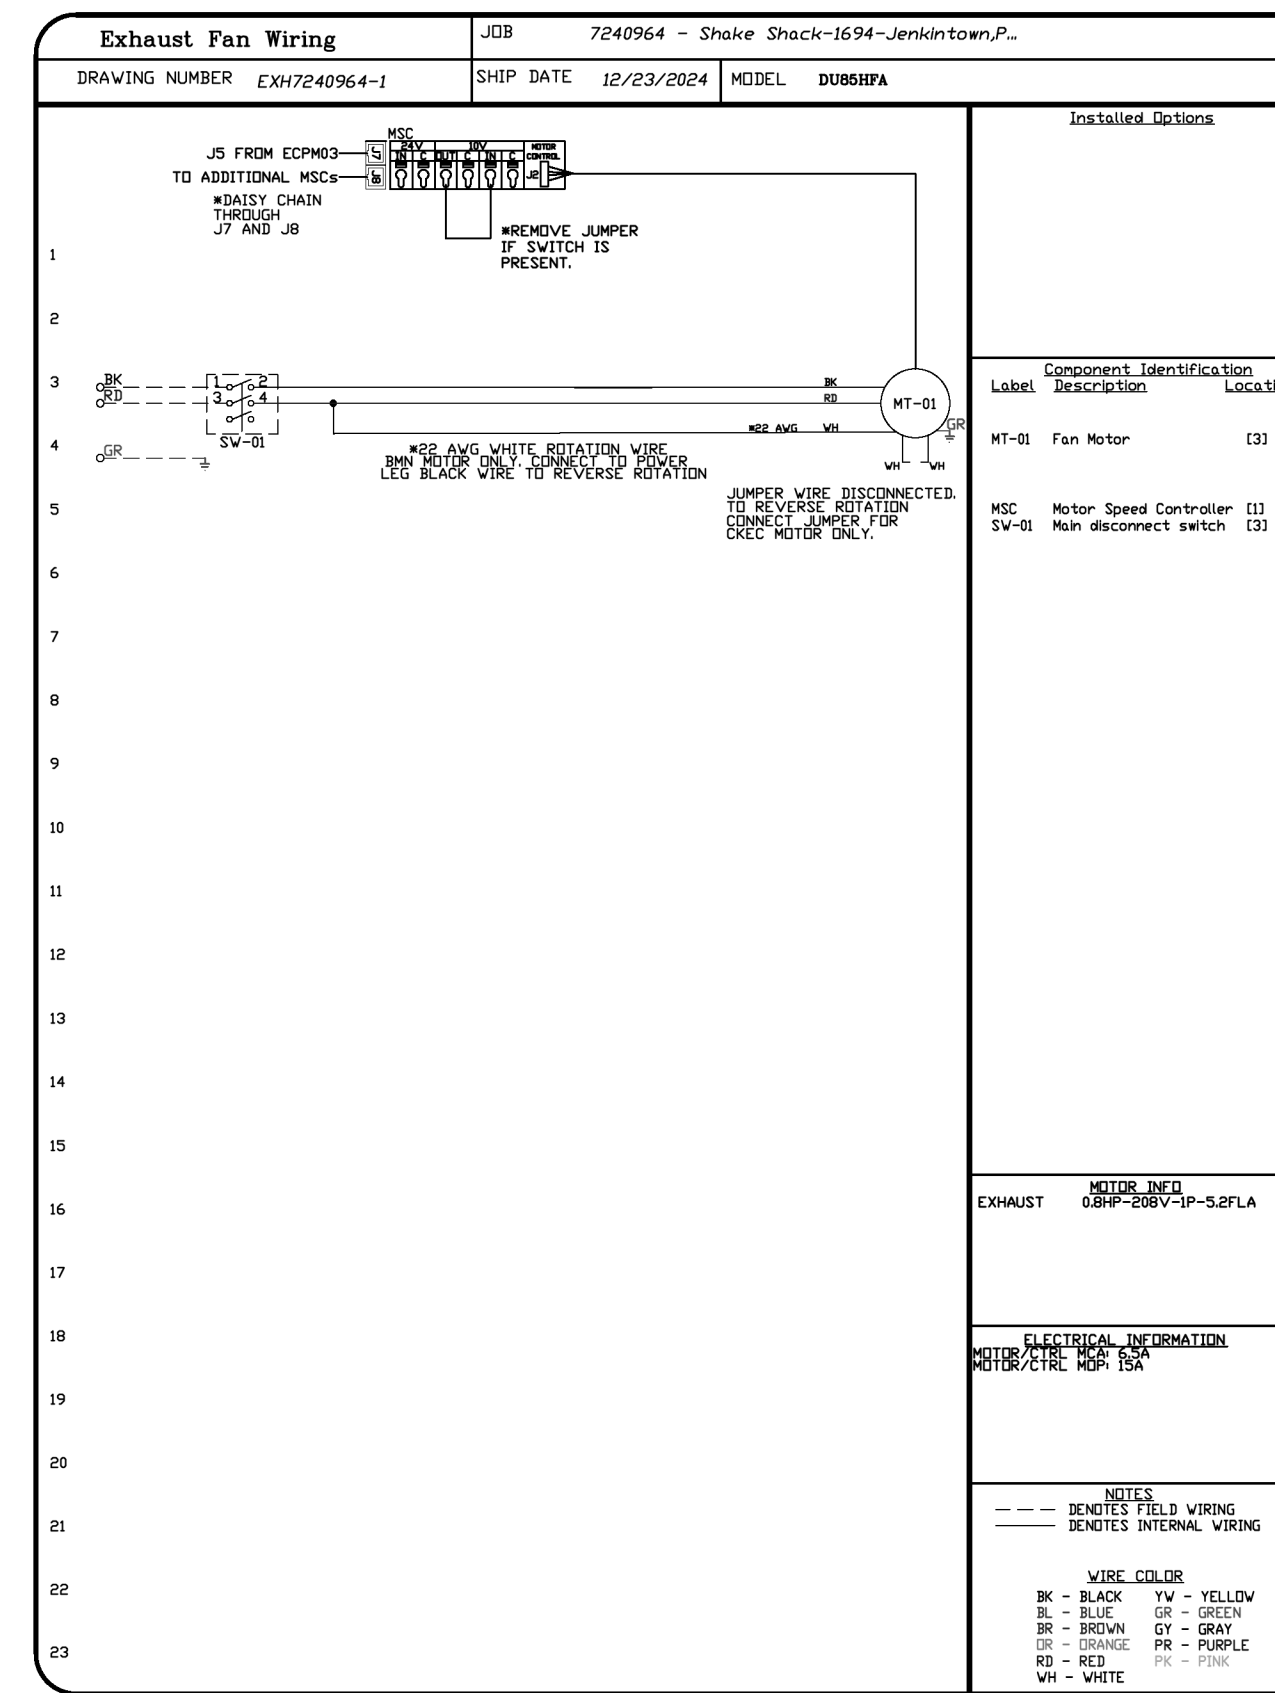 Exhaust Fan Wiring
JOB 7240964 - Shake Shack-1694-Jenkintown,P...
DRAWING NUMBER EXH7240964-1
SHIP DATE 12/23/2024
MODEL DU85HFA
MSC
24V 10V MOTOR CONTROL
IN C OUT C IN C
J7
J8
J2
J5 FROM ECPM03
TO ADDITIONAL MSCs
*DAISY CHAIN
THROUGH
J7 AND J8
*REMOVE JUMPER
IF SWITCH IS
PRESENT.
1
2
3
4
5
6
7
8
9
10
11
12
13
14
15
16
17
18
19
20
21
22
23
BK
RD
GR
1 2
3 4
SW-01
BK
RD
*22 AWG WH
MT-01
GR
WH WH
*22 AWG WHITE ROTATION WIRE
BMN MOTOR ONLY. CONNECT TO POWER
LEG BLACK WIRE TO REVERSE ROTATION
JUMPER WIRE DISCONNECTED.
TO REVERSE ROTATION
CONNECT JUMPER FOR
CKEC MOTOR ONLY.
Installed Options
Component Identification
Label Description Locati
MT-01 Fan Motor [3]
MSC Motor Speed Controller [1]
SW-01 Main disconnect switch [3]
MOTOR INFO
EXHAUST 0.8HP-208V-1P-5.2FLA
ELECTRICAL INFORMATION
MOTOR/CTRL MCA: 6.5A
MOTOR/CTRL MOP: 15A
NOTES
DENOTES FIELD WIRING
DENOTES INTERNAL WIRING
WIRE COLOR
BK - BLACK YW - YELLOW
BL - BLUE GR - GREEN
BR - BROWN GY - GRAY
OR - ORANGE PR - PURPLE
RD - RED PK - PINK
WH - WHITE